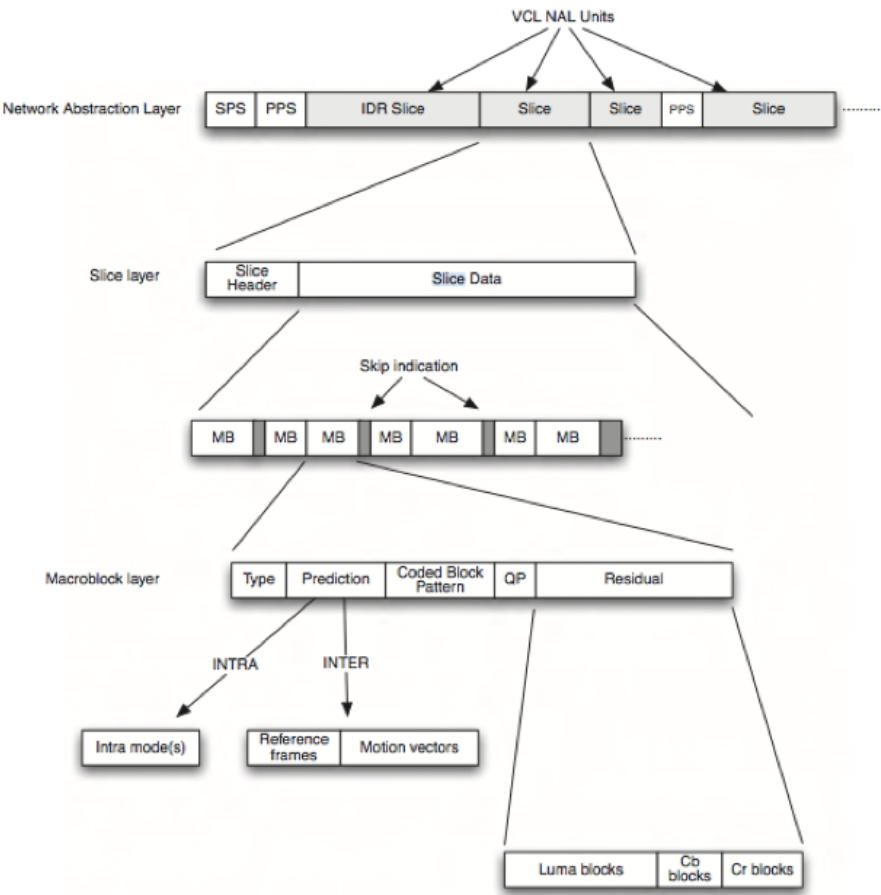 VCL NAL Units
Network Abstraction Layer
SPS
PPS
IDR Slice
Slice
Slice
PPS
Slice
Slice layer
Slice
Header
Slice Data
Skip indication
MB
MB
MB
MB
MB
MB
MB
Macroblock layer
Type
Prediction
Coded Block
Pattern
QP
Residual
INTRA
INTER
Intra mode(s)
Reference
frames
Motion vectors
Luma blocks
Cb
blocks
Cr blocks